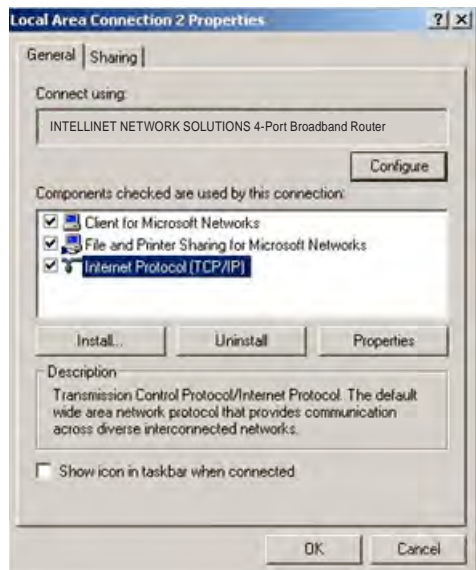 Local Area Connection 2 Properties
General
Sharing
Connect using:
INTELLINET NETWORK SOLUTIONS 4-Port Broadband Router
Configure
Components checked are used by this connection:
Client for Microsoft Networks
File and Printer Sharing for Microsoft Networks
Internet Protocol (TCP/IP)
Install...
Uninstall
Properties
Description
Transmission Control Protocol/Internet Protocol. The default
wide area network protocol that provides communication
across diverse interconnected networks.
Show icon in taskbar when connected
OK
Cancel